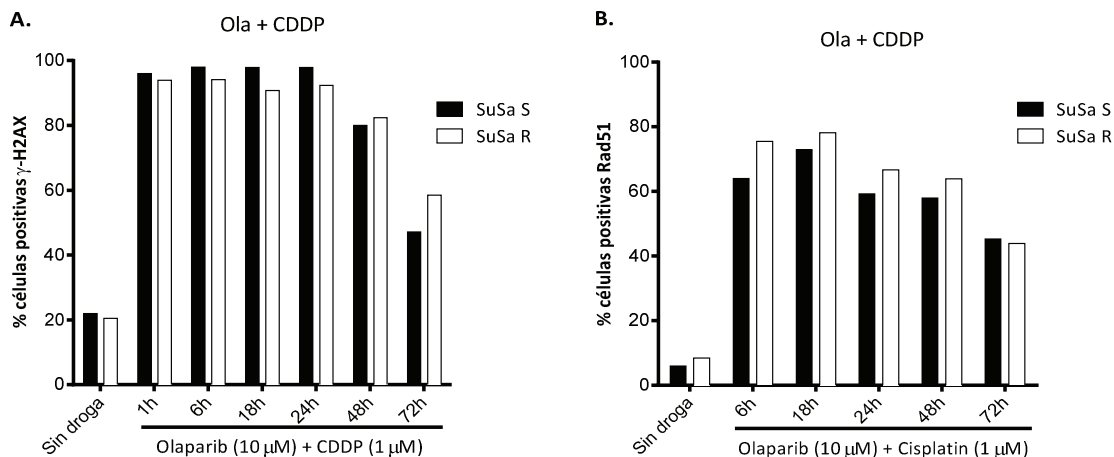 A.
Ola + CDDP
% células positivas γ-H2AX
100
80
60
40
20
0
SuSa S
SuSa R
Sin droga
1h
6h
18h
24h
48h
72h
Olaparib (10 μM) + CDDP (1 μM)
B.
Ola + CDDP
% células positivas Rad51
100
80
60
40
20
0
SuSa S
SuSa R
Sin droga
6h
18h
24h
48h
72h
Olaparib (10 μM) + Cisplatin (1 μM)